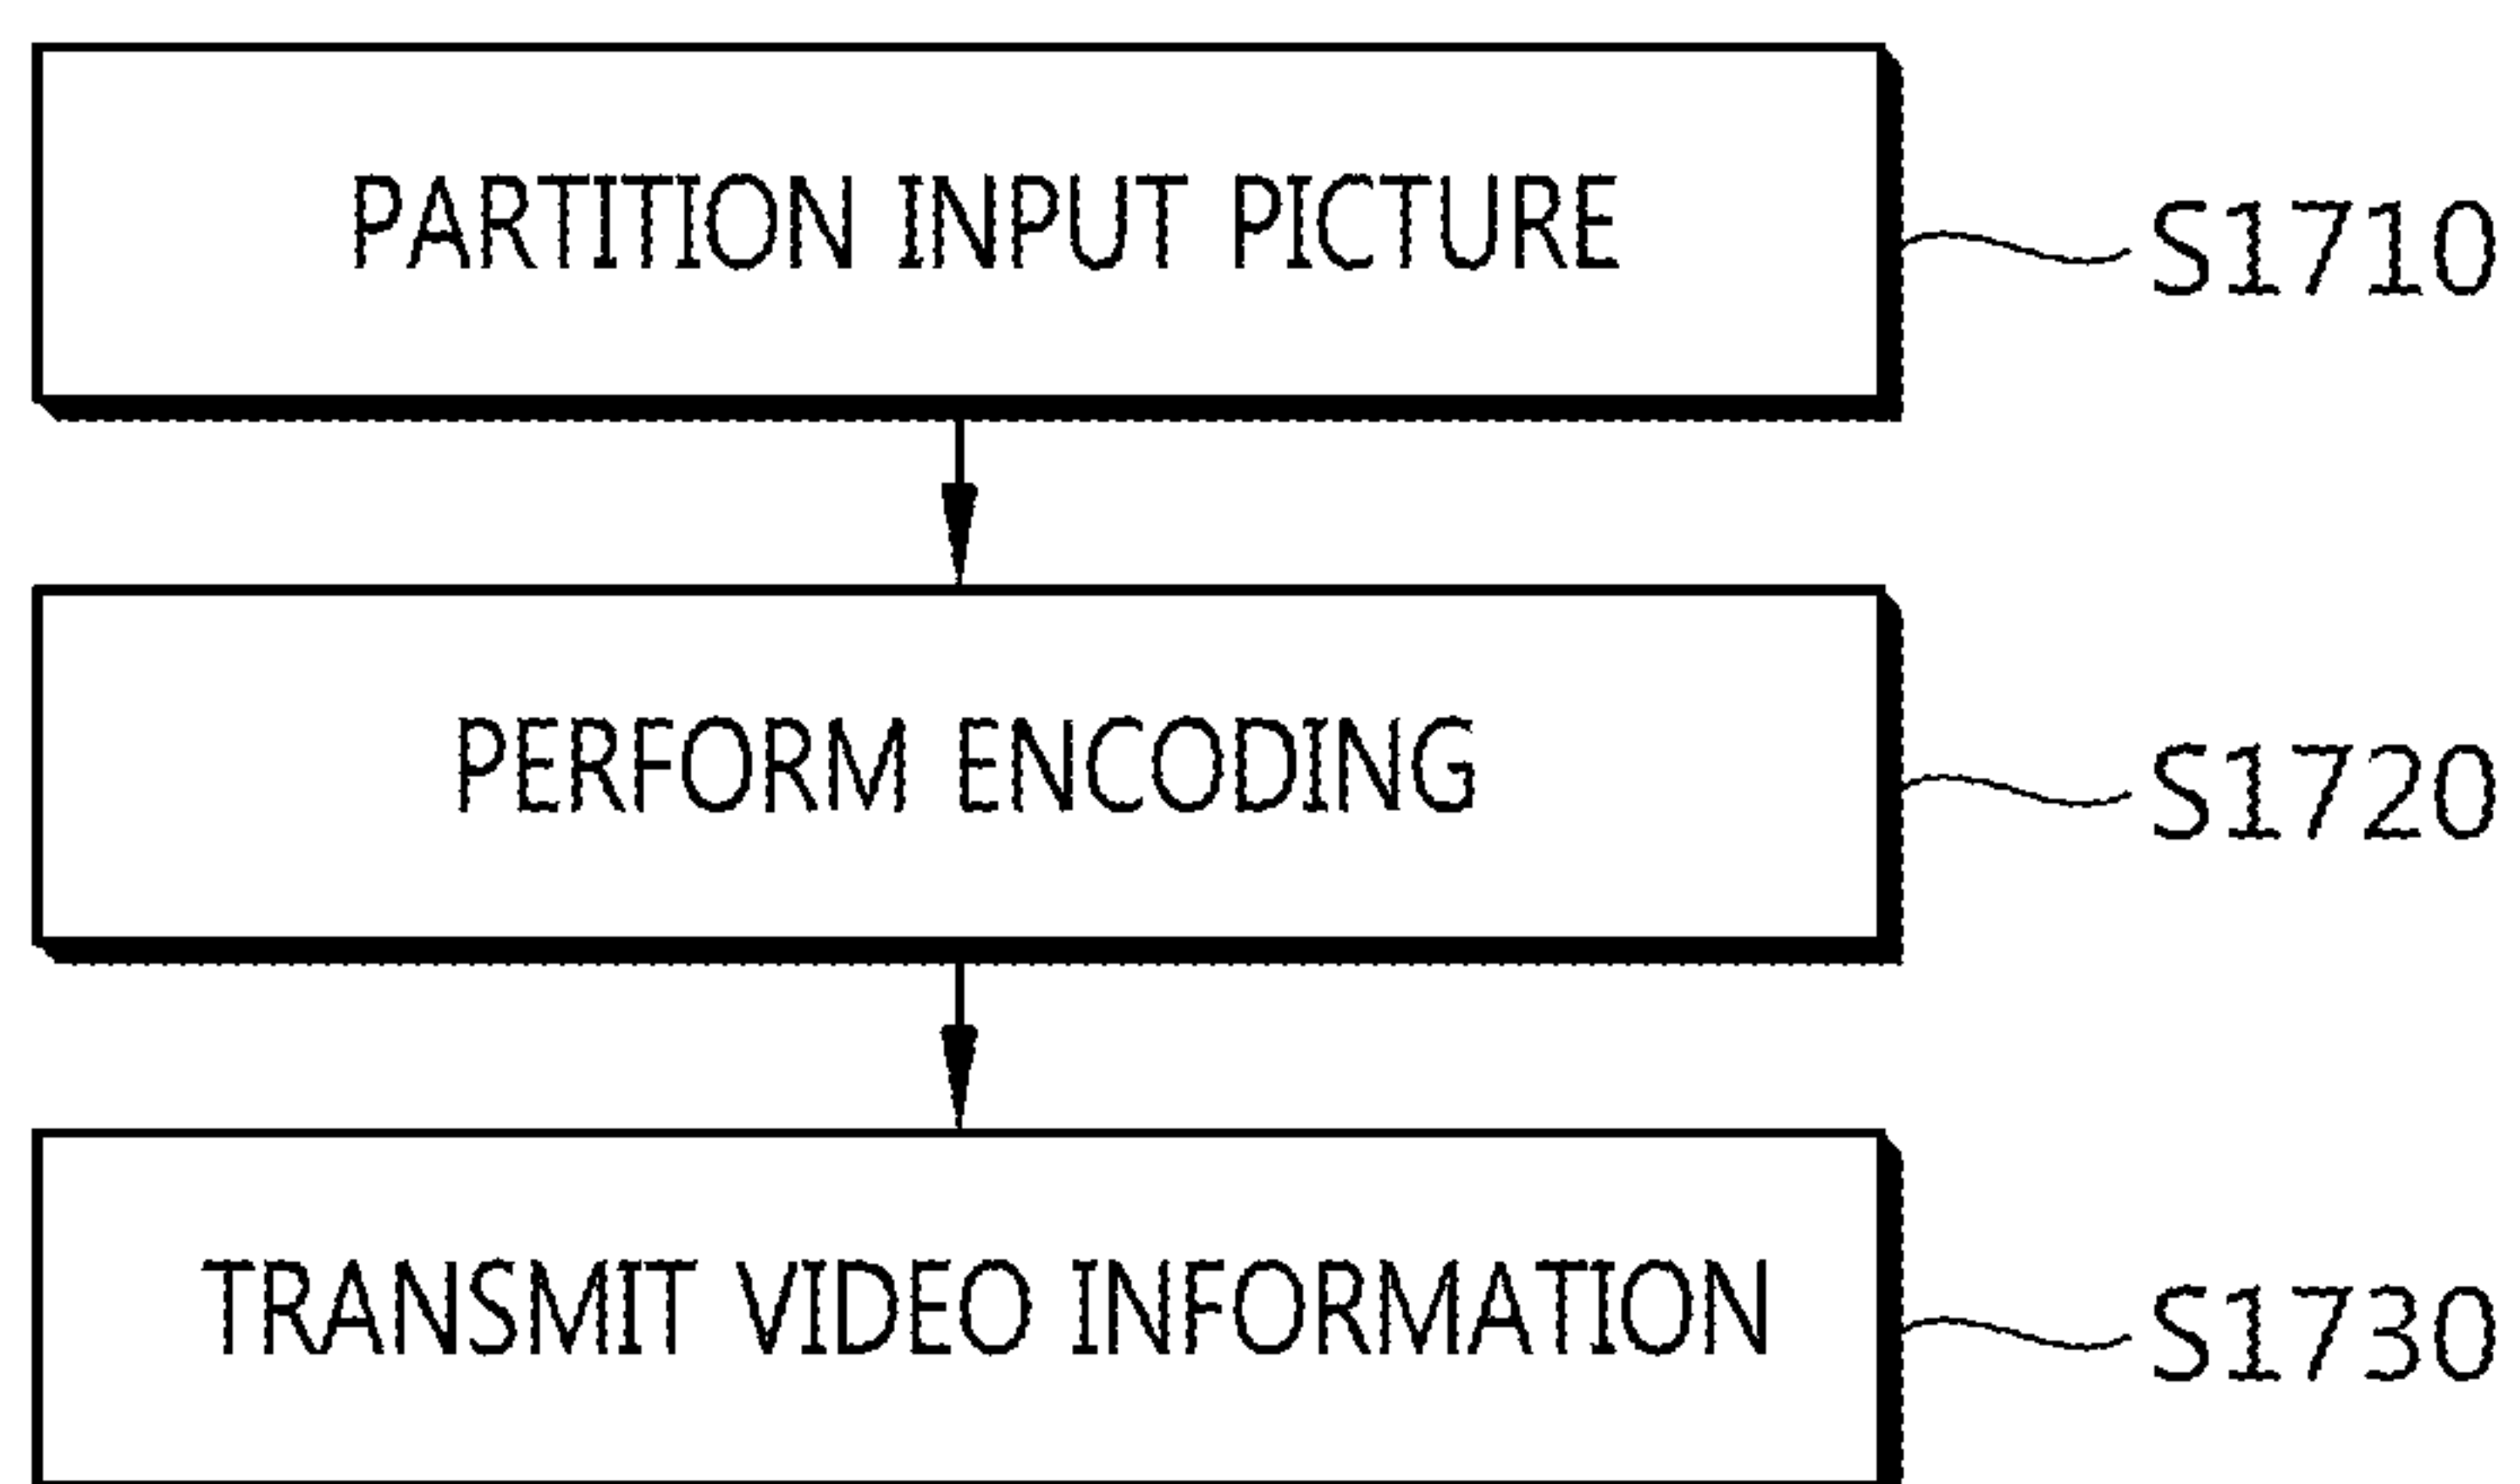 PARTITION INPUT PICTURE
S1710
PERFORM ENCODING
S1720
TRANSMIT VIDEO INFORMATION
S1730